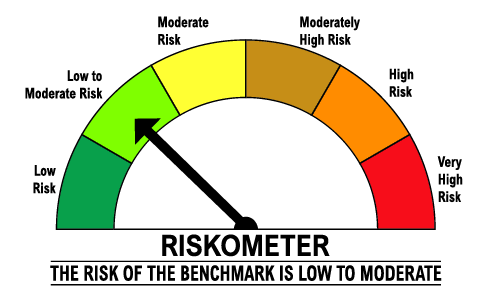 Moderate
Risk
Moderately
High Risk
Low to
Moderate Risk
High
Risk
Low
Risk
Very
High
Risk
RISKOMETER
THE RISK OF THE BENCHMARK IS LOW TO MODERATE